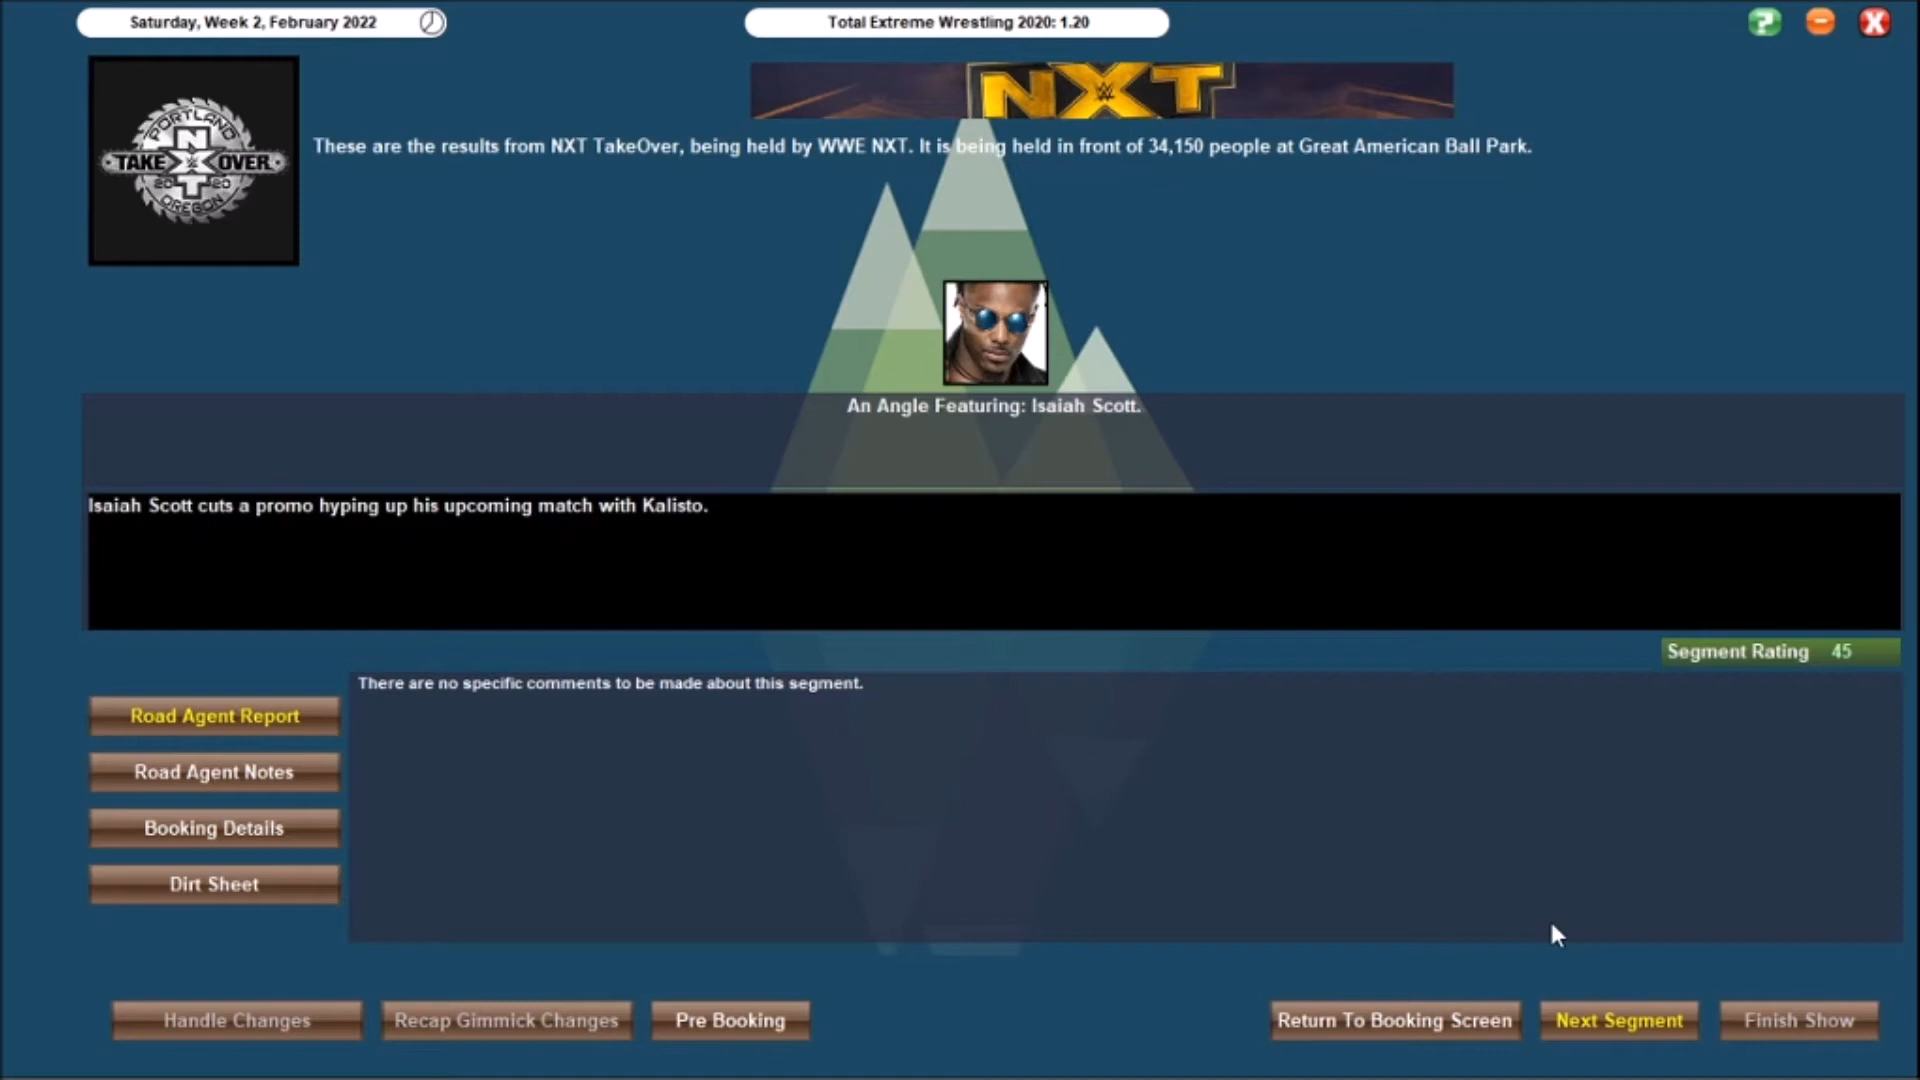 Saturday, Week 2, February 2022
Total Extreme Wrestling 2020: 1.20
?
X
NXT
PORTLAND
N
TAKE OVER
20 20
T
OREGON
These are the results from NXT TakeOver, being held by WWE NXT. It is being held in front of 34,150 people at Great American Ball Park.
An Angle Featuring: Isaiah Scott.
Isaiah Scott cuts a promo hyping up his upcoming match with Kalisto.
Segment Rating 45
There are no specific comments to be made about this segment.
Road Agent Report
Road Agent Notes
Booking Details
Dirt Sheet
Handle Changes
Recap Gimmick Changes
Pre Booking
Return To Booking Screen
Next Segment
Finish Show